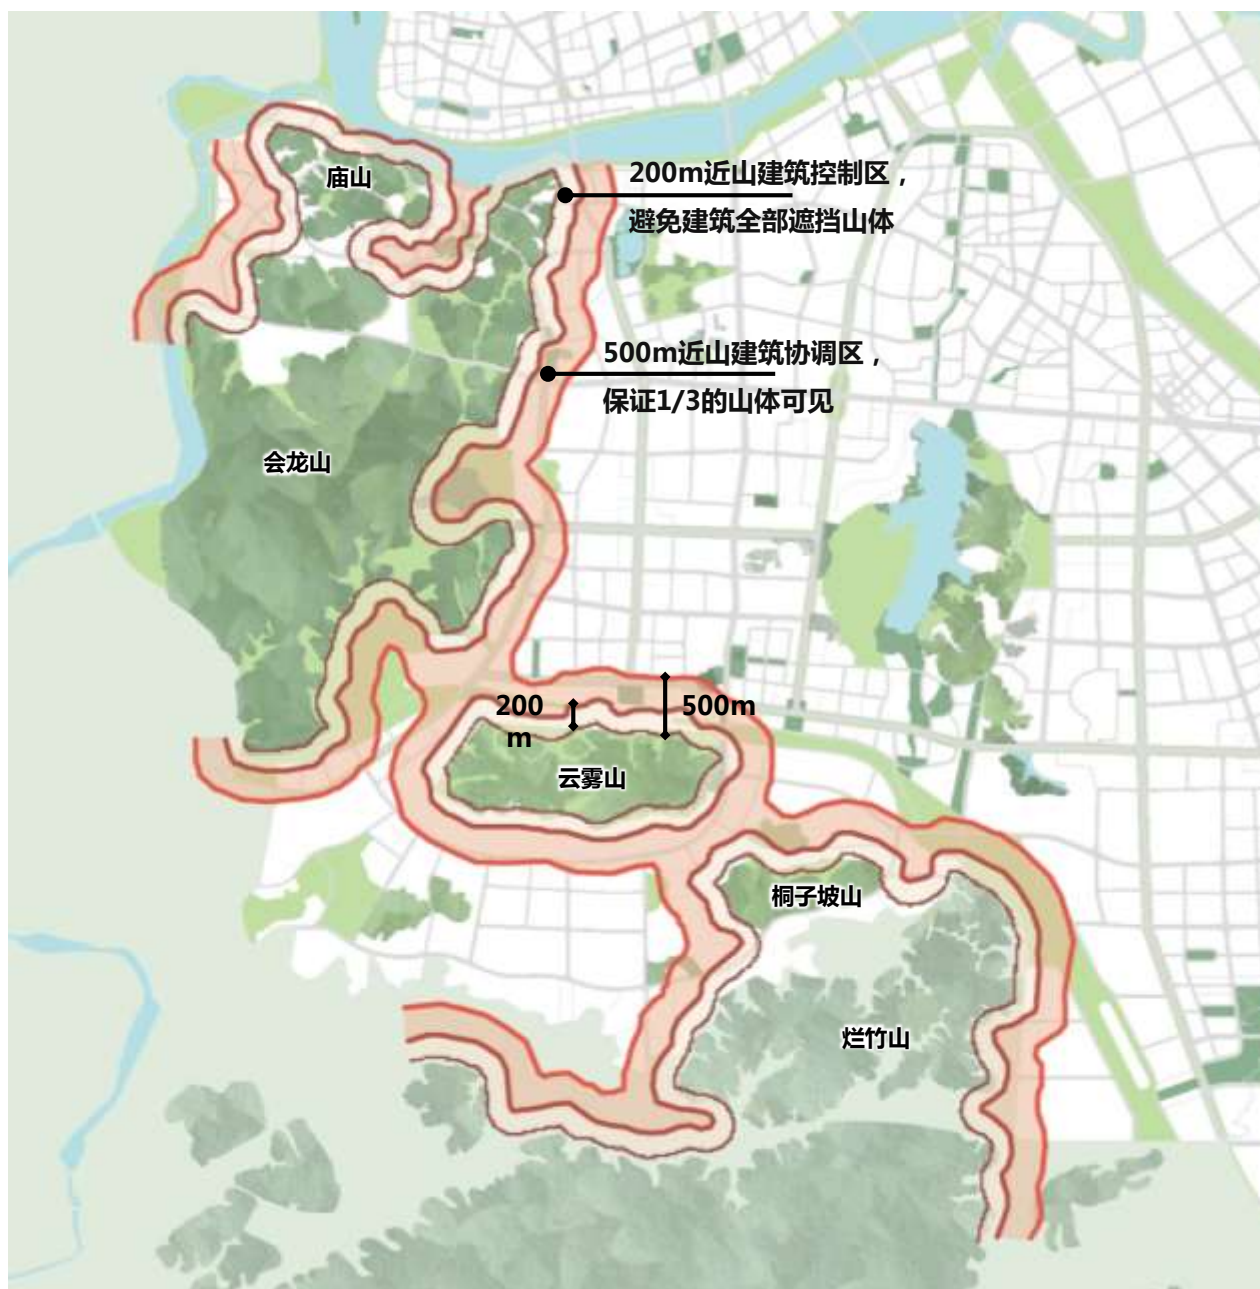 庙山
200m近山建筑控制区，
避免建筑全部遮挡山体
500m近山建筑协调区，
保证1/3的山体可见
会龙山
200
m
500m
云雾山
桐子坡山
烂竹山